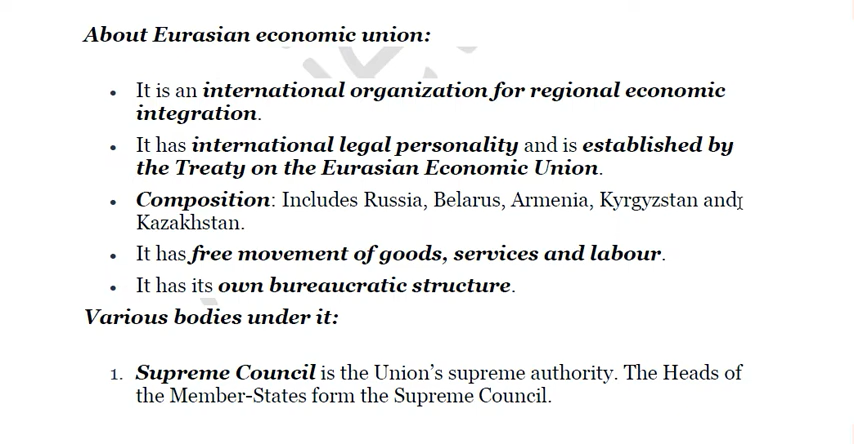 About Eurasian economic union:
• It is an international organization for regional economic
integration.
• It has international legal personality and is established by
the Treaty on the Eurasian Economic Union.
• Composition: Includes Russia, Belarus, Armenia, Kyrgyzstan and
Kazakhstan.
• It has free movement of goods, services and labour.
• It has its own bureaucratic structure.
Various bodies under it:
1. Supreme Council is the Union's supreme authority. The Heads of
the Member-States form the Supreme Council.